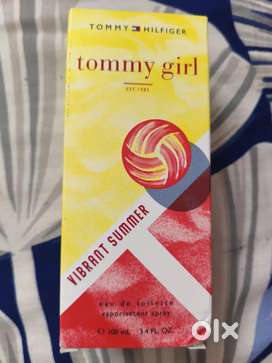 TOMMY HILFIGER
tommy girl
EST. 1985
VIBRANT SUMMER
eau de toilette
vaporisateur spray
℮ 100 mL 3.4 FL. OZ.
OLX